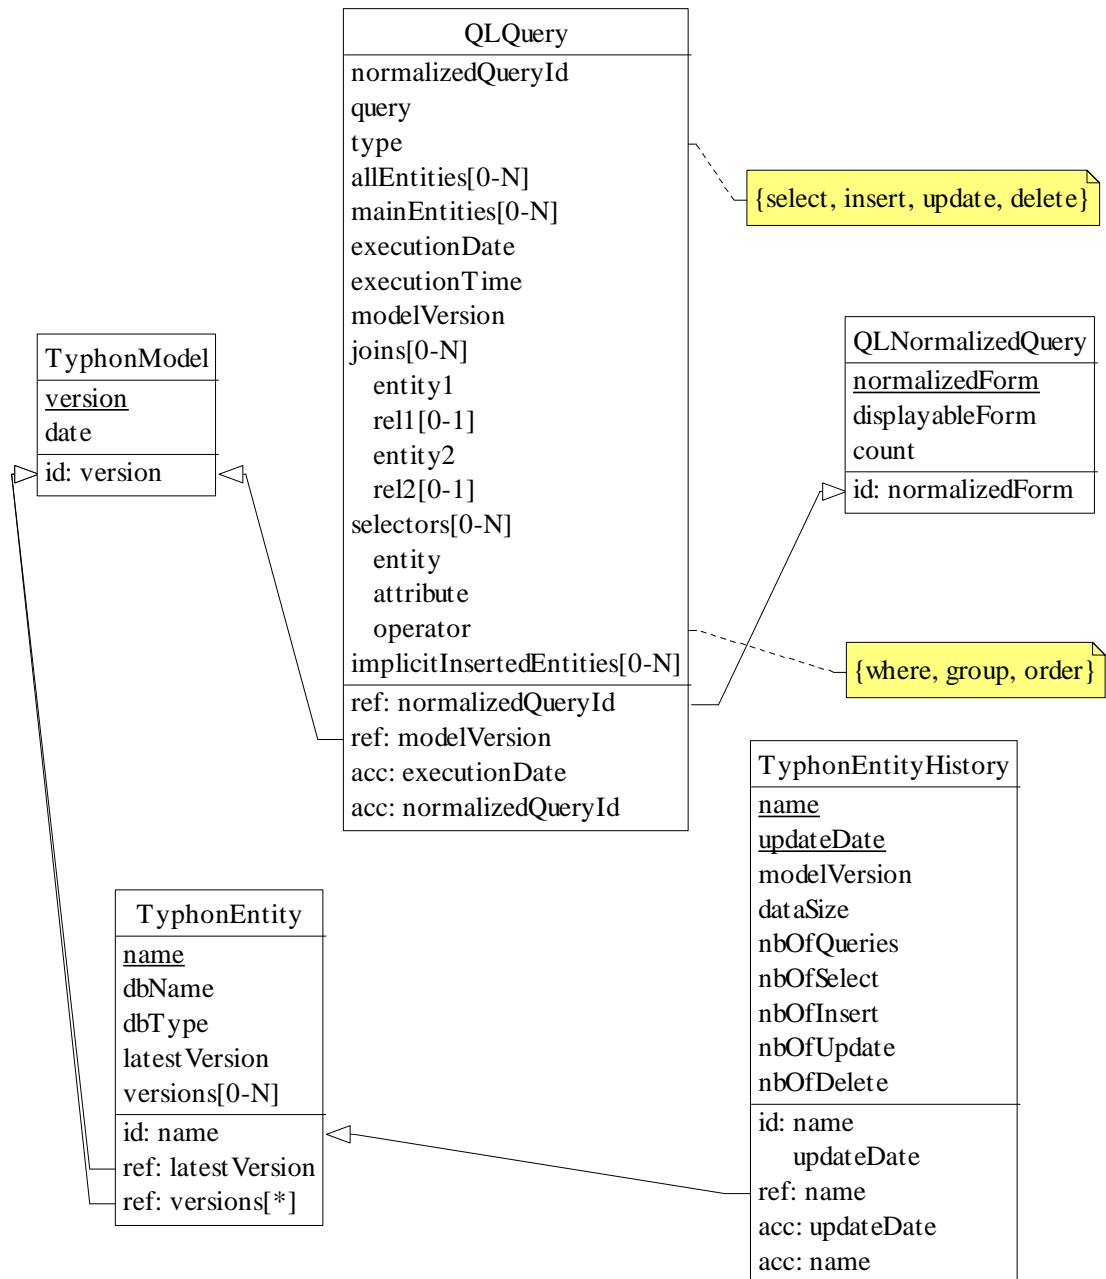 QLQuery
normalizedQueryId
query
type
allEntities[0-N]
mainEntities[0-N]
executionDate
executionTime
modelVersion
joins[0-N]
entity1
rel1[0-1]
entity2
rel2[0-1]
selectors[0-N]
entity
attribute
operator
implicitInsertedEntities[0-N]
ref: normalizedQueryId
ref: modelVersion
acc: executionDate
acc: normalizedQueryId
{select, insert, update, delete}
TyphonModel
version
date
id: version
QLNormalizedQuery
normalizedForm
displayableForm
count
id: normalizedForm
{where, group, order}
TyphonEntityHistory
name
updateDate
modelVersion
dataSize
nbOfQueries
nbOfSelect
nbOfInsert
nbOfUpdate
nbOfDelete
id: name
updateDate
ref: name
acc: updateDate
acc: name
TyphonEntity
name
dbName
dbType
latestVersion
versions[0-N]
id: name
ref: latestVersion
ref: versions[*]